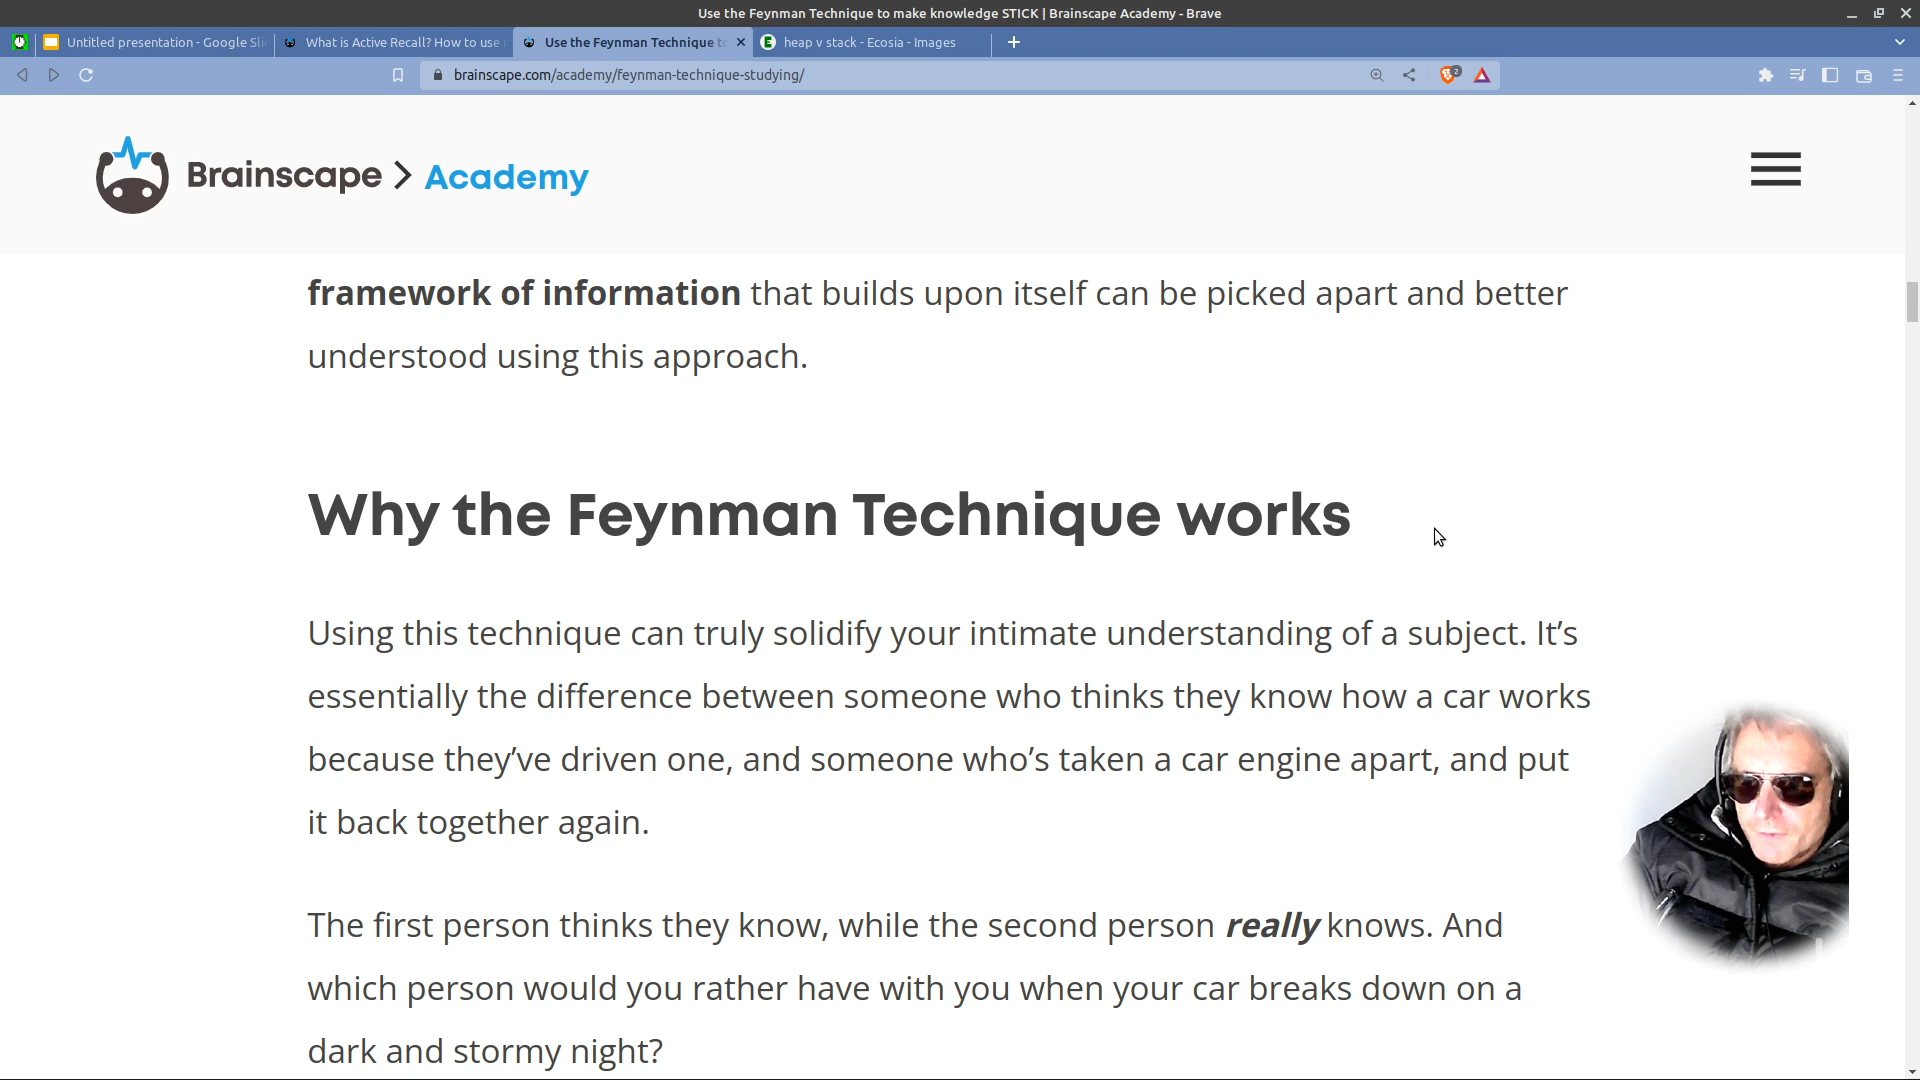 Use the Feynman Technique to make knowledge STICK | Brainscape Academy - Brave
Untitled presentation - Google Sli
What is Active Recall? How to use i
Use the Feynman Technique to
heap v stack - Ecosia - Images
brainscape.com/academy/feynman-technique-studying/
2
Brainscape > Academy
framework of information that builds upon itself can be picked apart and better
understood using this approach.
Why the Feynman Technique works
Using this technique can truly solidify your intimate understanding of a subject. It’s
essentially the difference between someone who thinks they know how a car works
because they’ve driven one, and someone who’s taken a car engine apart, and put
it back together again.
The first person thinks they know, while the second person really knows. And
which person would you rather have with you when your car breaks down on a
dark and stormy night?